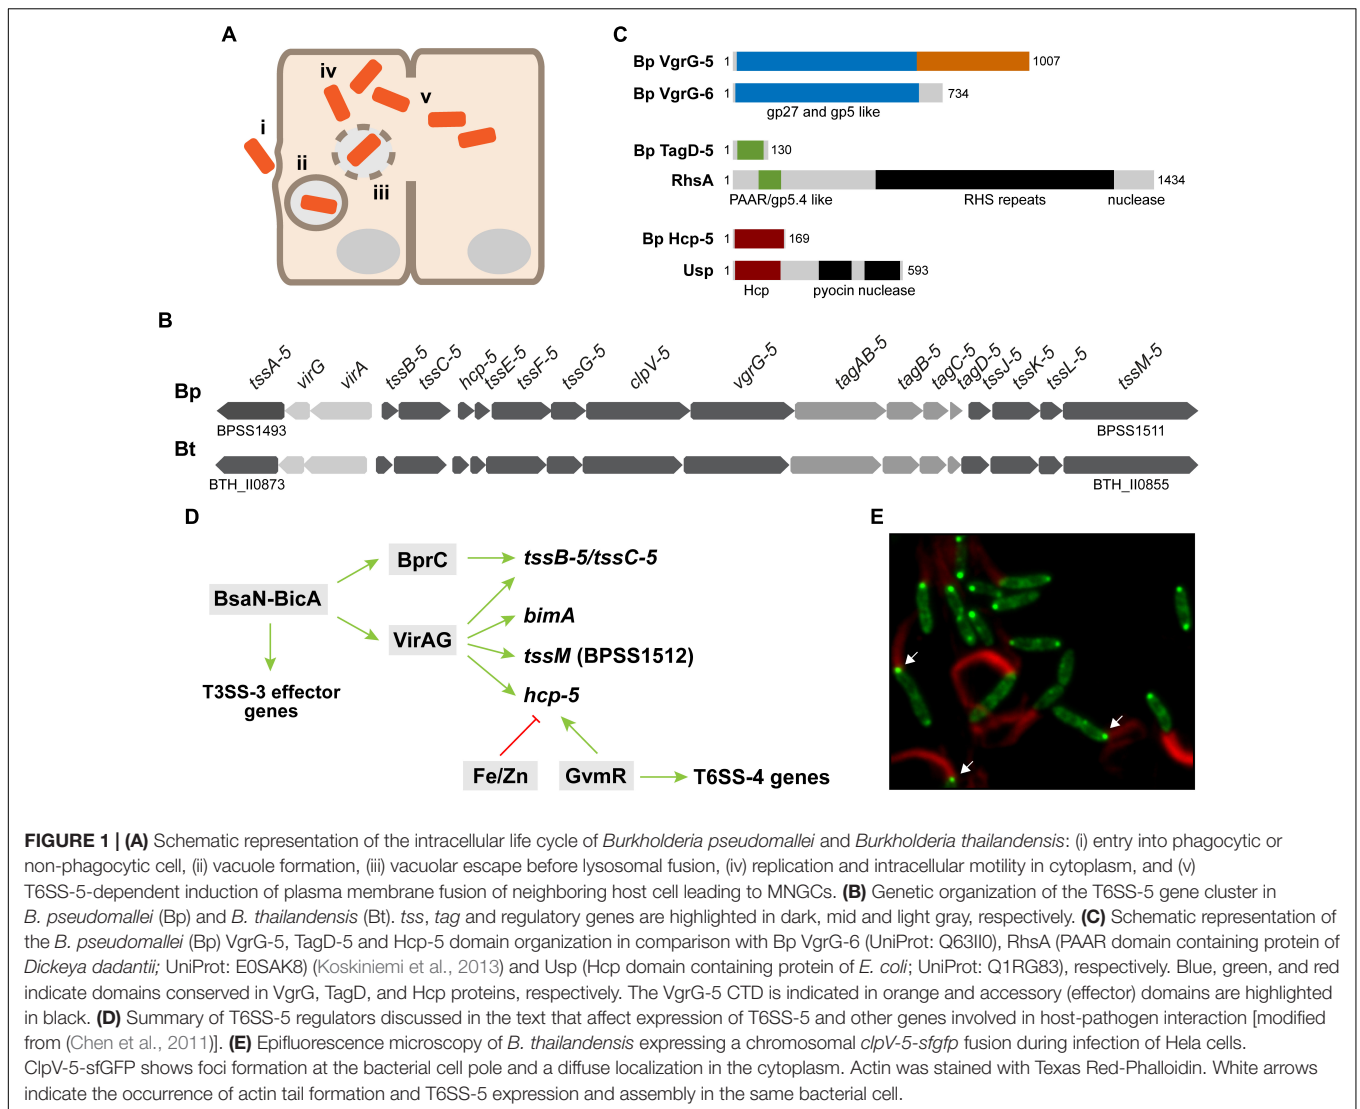 A
i
ii
iii
iv
v
C
Bp VgrG-5 1 1007
Bp VgrG-6 1 734
gp27 and gp5 like
Bp TagD-5 1 130
RhsA 1 1434
PAAR/gp5.4 like RHS repeats nuclease
Bp Hcp-5 1 169
Usp 1 593
Hcp pyocin nuclease
B
tssA-5 virG virA tssB-5 tssC-5 hcp-5 tssE-5 tssF-5 tssG-5 clpV-5 vgrG-5 tagAB-5 tagB-5 tagC-5 tagD-5 tssJ-5 tssK-5 tssL-5 tssM-5
Bp
BPSS1493 BPSS1511
Bt
BTH_II0873 BTH_II0855
D
BsaN-BicA
BprC
VirAG
T3SS-3 effector
genes
tssB-5/tssC-5
bimA
tssM (BPSS1512)
hcp-5
Fe/Zn
GvmR
T6SS-4 genes
E
FIGURE 1 | (A) Schematic representation of the intracellular life cycle of Burkholderia pseudomallei and Burkholderia thailandensis: (i) entry into phagocytic or
non-phagocytic cell, (ii) vacuole formation, (iii) vacuolar escape before lysosomal fusion, (iv) replication and intracellular motility in cytoplasm, and (v)
T6SS-5-dependent induction of plasma membrane fusion of neighboring host cell leading to MNGCs. (B) Genetic organization of the T6SS-5 gene cluster in
B. pseudomallei (Bp) and B. thailandensis (Bt). tss, tag and regulatory genes are highlighted in dark, mid and light gray, respectively. (C) Schematic representation of
the B. pseudomallei (Bp) VgrG-5, TagD-5 and Hcp-5 domain organization in comparison with Bp VgrG-6 (UniProt: Q63II0), RhsA (PAAR domain containing protein of
Dickeya dadantii; UniProt: E0SAK8) (Koskiniemi et al., 2013) and Usp (Hcp domain containing protein of E. coli; UniProt: Q1RG83), respectively. Blue, green, and red
indicate domains conserved in VgrG, TagD, and Hcp proteins, respectively. The VgrG-5 CTD is indicated in orange and accessory (effector) domains are highlighted
in black. (D) Summary of T6SS-5 regulators discussed in the text that affect expression of T6SS-5 and other genes involved in host-pathogen interaction [modified
from (Chen et al., 2011)]. (E) Epifluorescence microscopy of B. thailandensis expressing a chromosomal clpV-5-sfgfp fusion during infection of Hela cells.
ClpV-5-sfGFP shows foci formation at the bacterial cell pole and a diffuse localization in the cytoplasm. Actin was stained with Texas Red-Phalloidin. White arrows
indicate the occurrence of actin tail formation and T6SS-5 expression and assembly in the same bacterial cell.